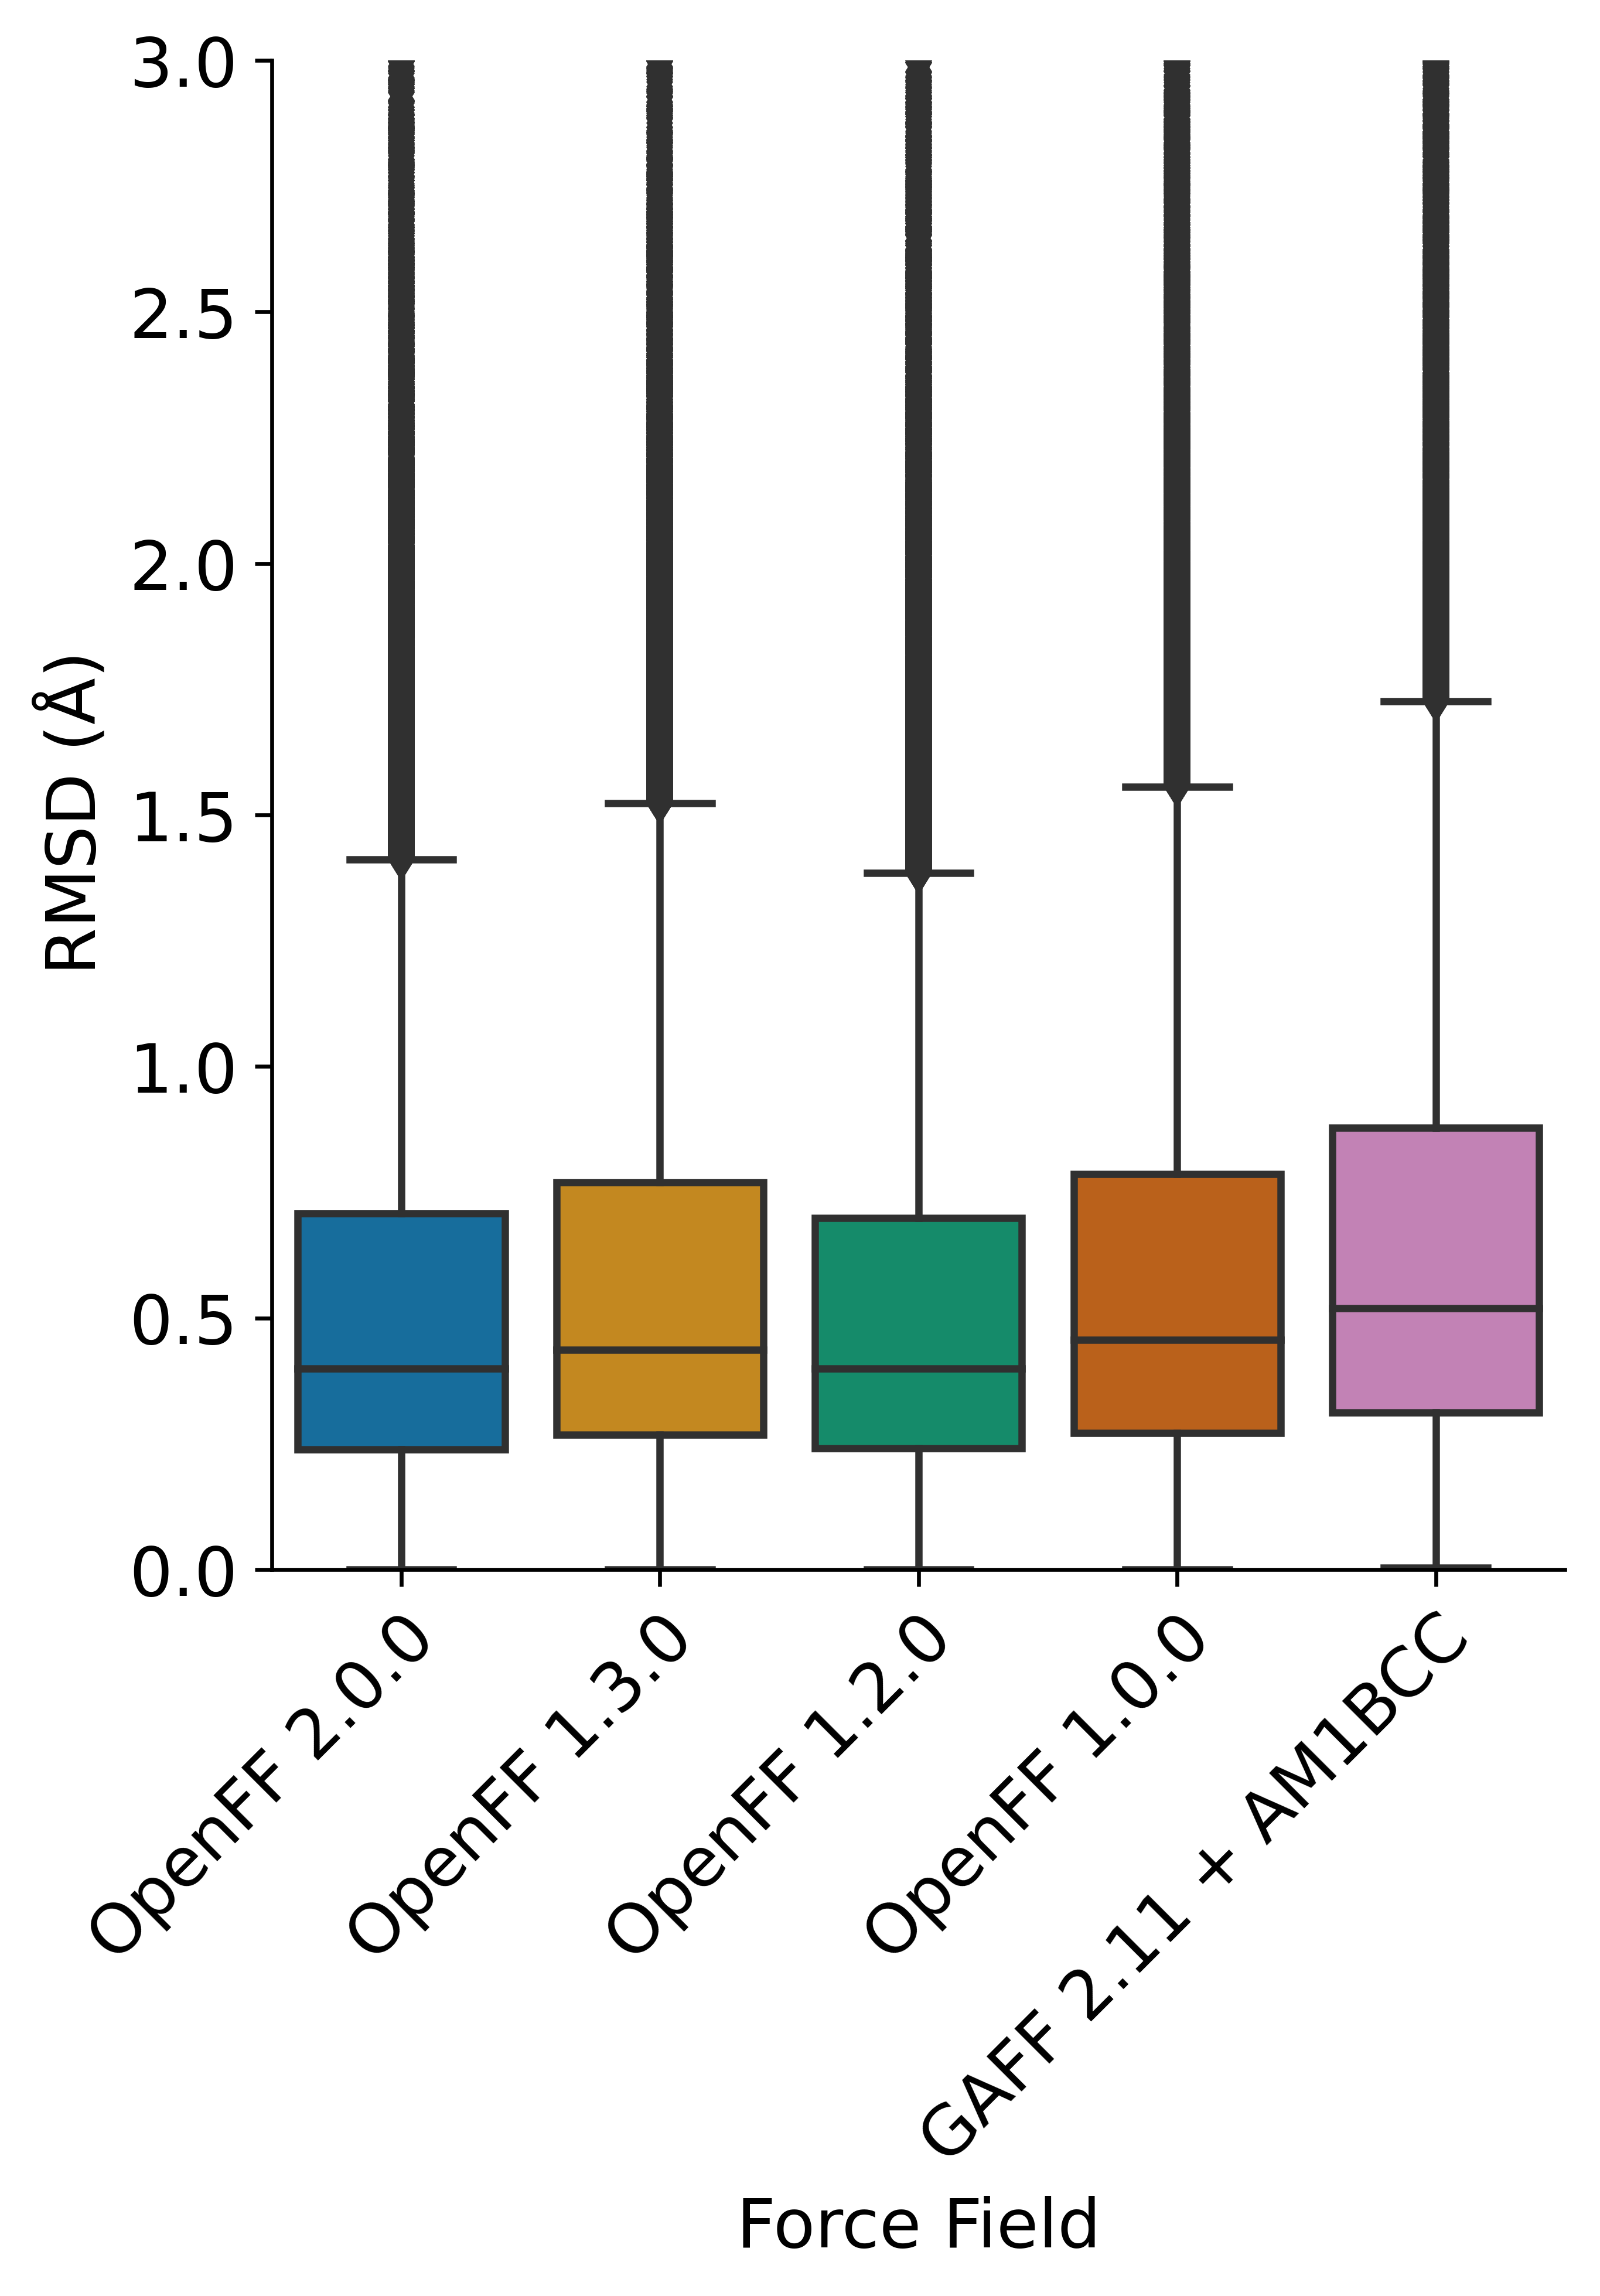 3.0
2.5
2.0
1.5
1.0
0.5
0.0
RMSD (Å)
OpenFF 2.0.0
OpenFF 1.3.0
OpenFF 1.2.0
OpenFF 1.0.0
GAFF 2.11 + AM1BCC
Force Field